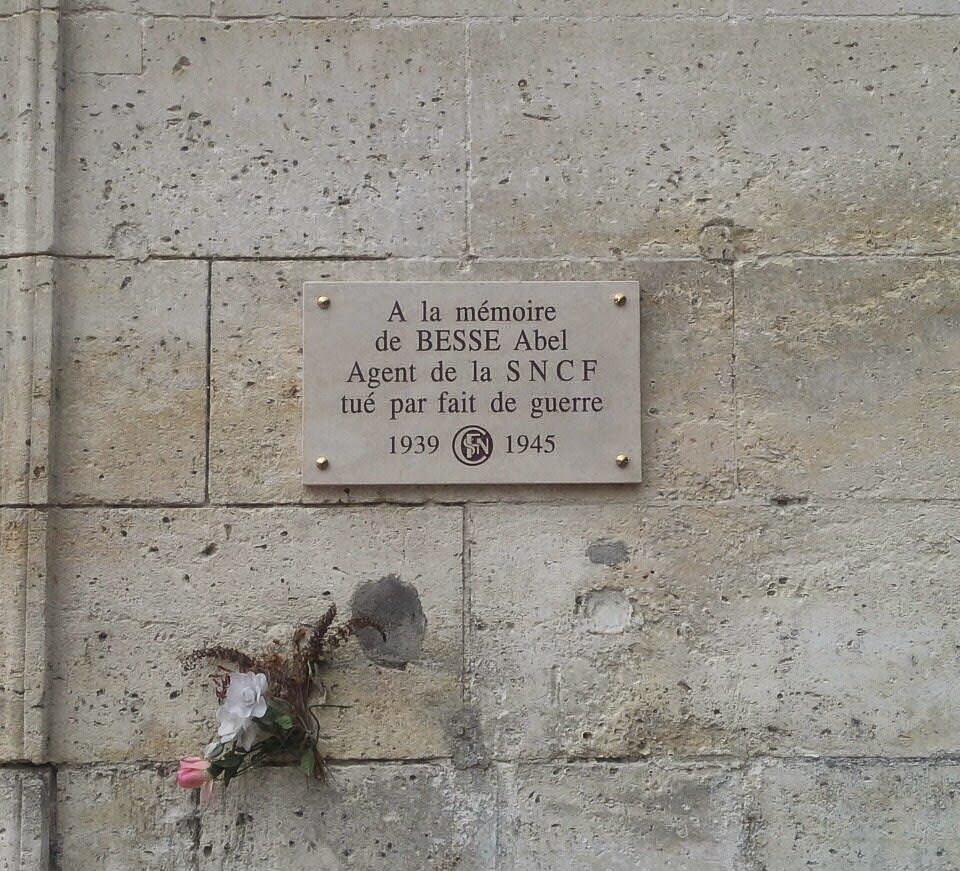 A la mémoire
de BESSE Abel
Agent de la SNCF
tué par fait de guerre
1939 SNCF 1945